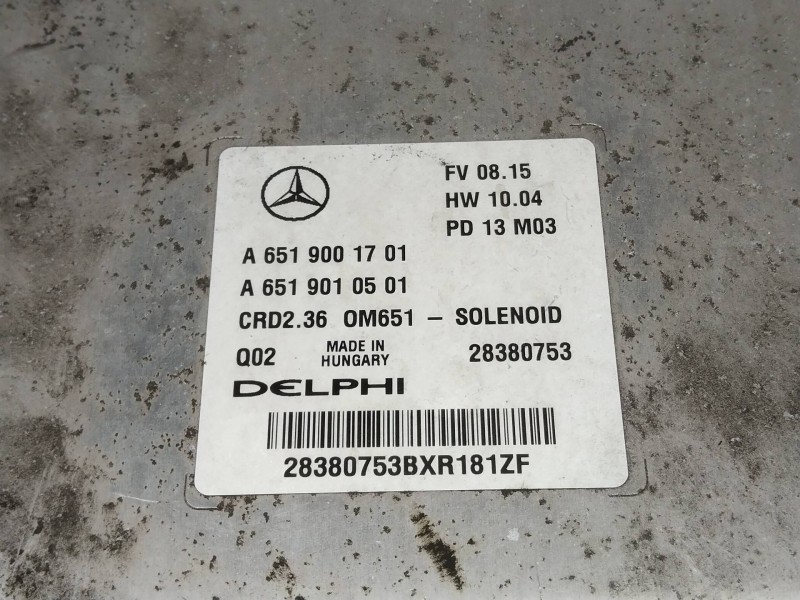 FV 08.15
HW 10.04
PD 13 M03
A 651 900 17 01
A 651 901 05 01
CRD2.36 OM651 – SOLENOID
Q02 MADE IN HUNGARY 28380753
DELPHI
28380753BXR181ZF